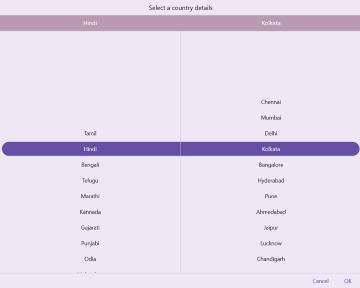 Select a country details
Hindi Kolkata
Chennai
Mumbai
Tamil Delhi
Hindi Kolkata
Bengali Bangalore
Telugu Hyderabad
Marathi Pune
Kannada Ahmedabad
Gujarati Jaipur
Punjabi Lucknow
Odia Chandigarh
Cancel OK